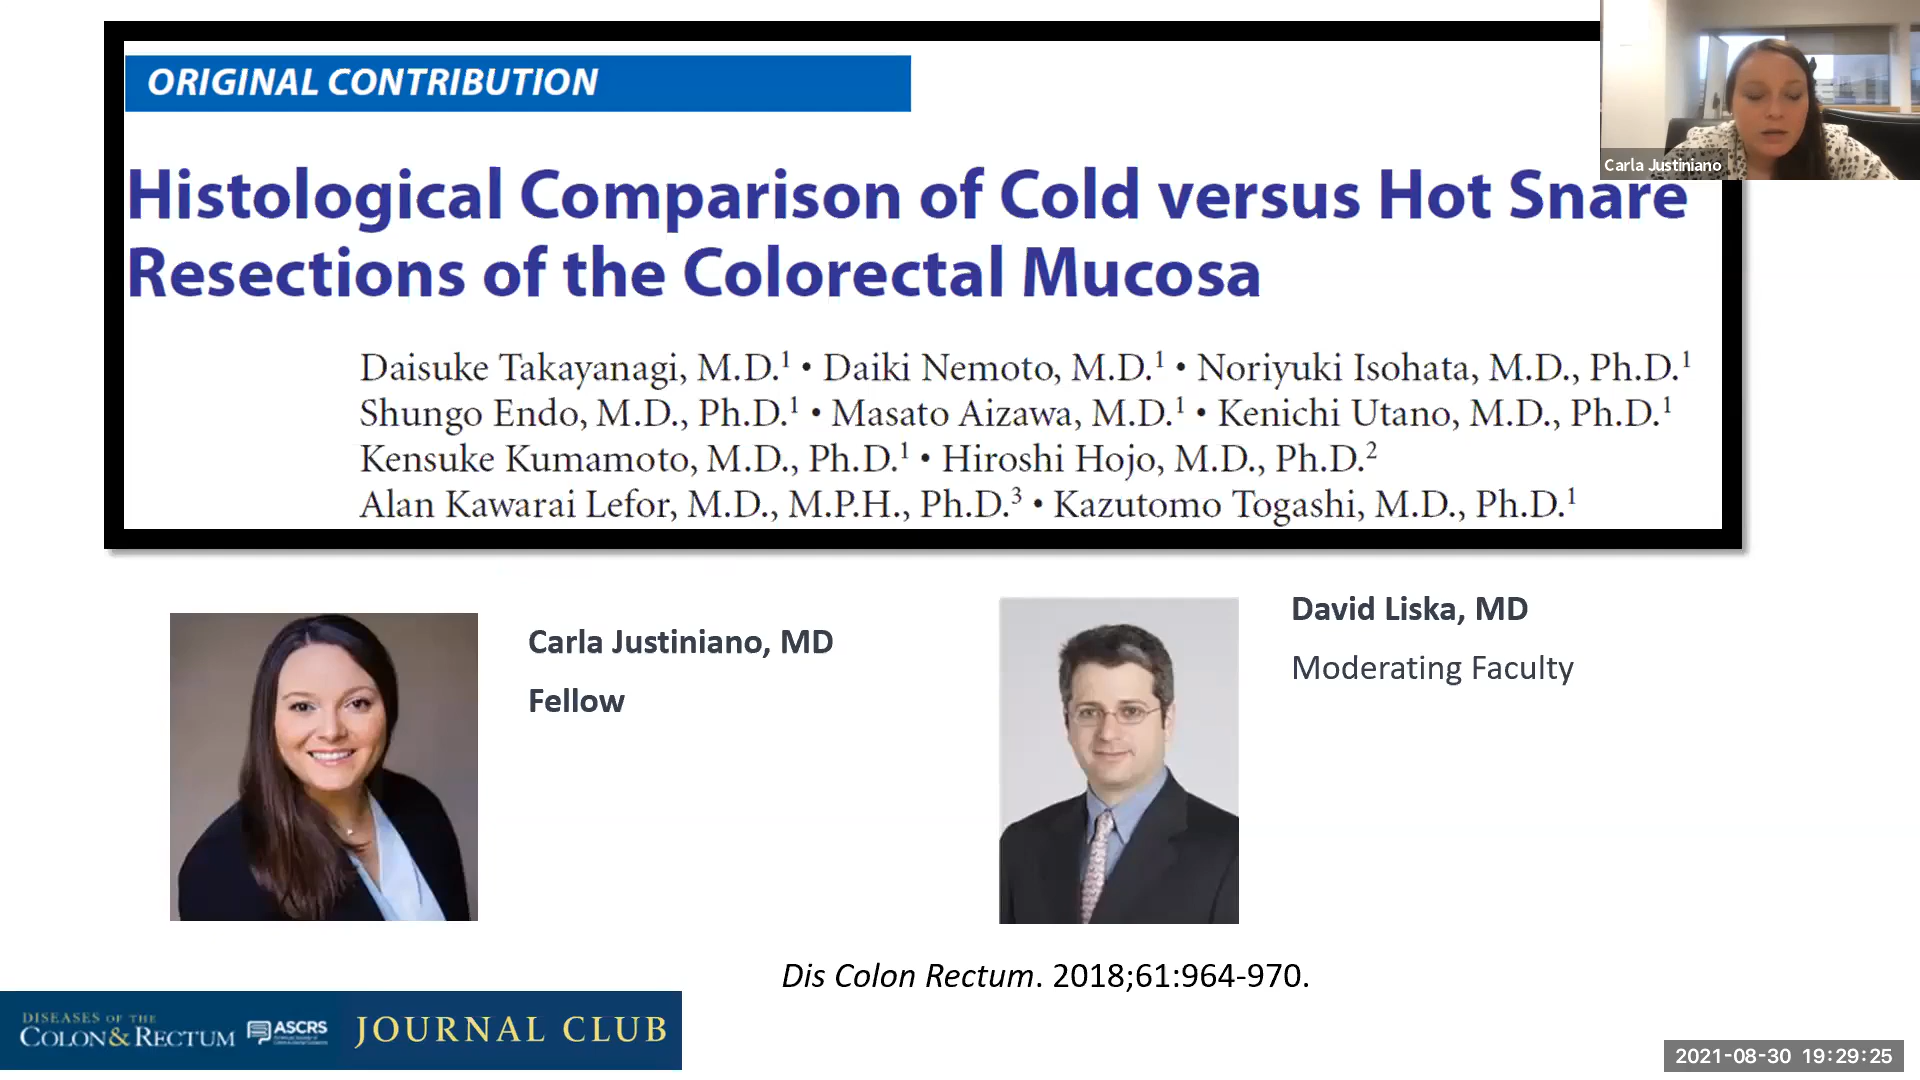 ORIGINAL CONTRIBUTION
Histological Comparison of Cold versus Hot Snare
Resections of the Colorectal Mucosa
Daisuke Takayanagi, M.D.¹ • Daiki Nemoto, M.D.¹ • Noriyuki Isohata, M.D., Ph.D.¹
Shungo Endo, M.D., Ph.D.¹ • Masato Aizawa, M.D.¹ • Kenichi Utano, M.D., Ph.D.¹
Kensuke Kumamoto, M.D., Ph.D.¹ • Hiroshi Hojo, M.D., Ph.D.²
Alan Kawarai Lefor, M.D., M.P.H., Ph.D.³ • Kazutomo Togashi, M.D., Ph.D.¹
Carla Justiniano
Carla Justiniano, MD
Fellow
David Liska, MD
Moderating Faculty
Dis Colon Rectum. 2018;61:964-970.
DISEASES OF THE
COLON&RECTUM
ASCRS
JOURNAL CLUB
2021-08-30 19:29:25